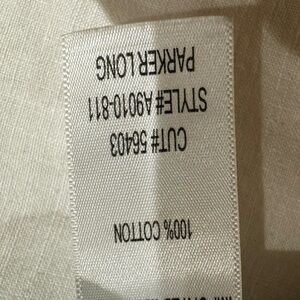 100% COTTON
CUT# 56403
STYLE#A9010-811
PARKER LONG